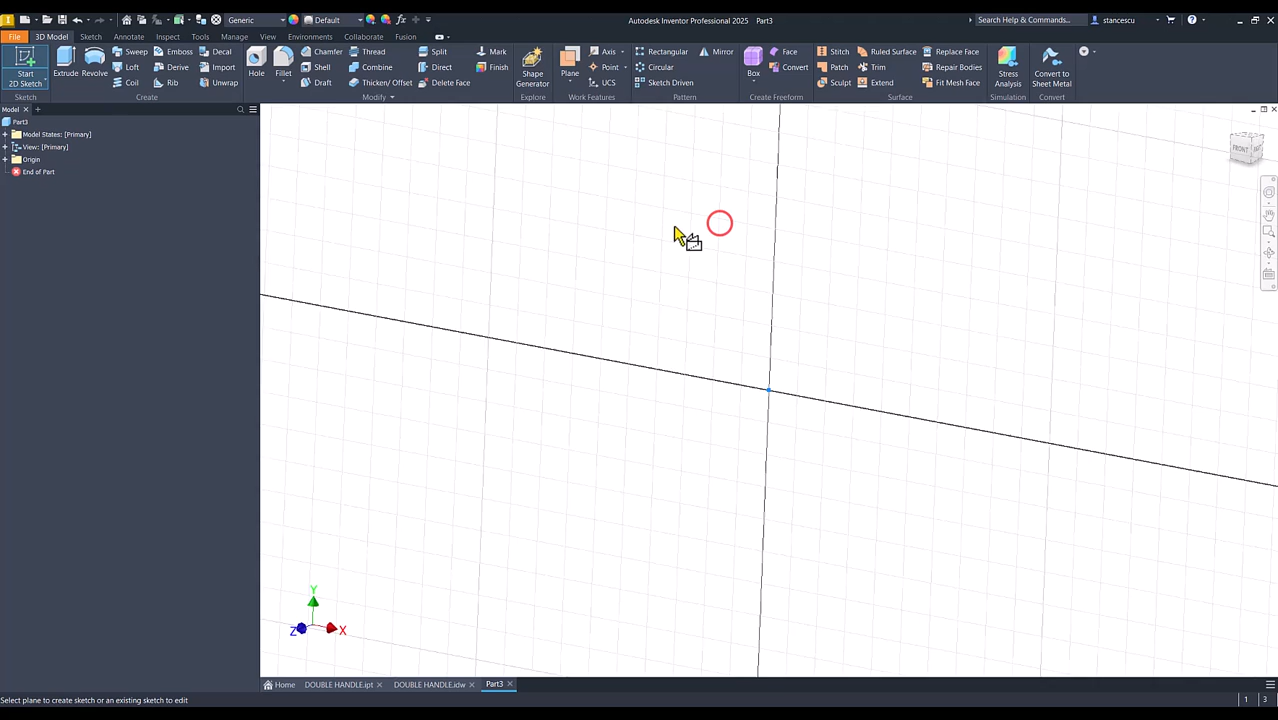 Generic
Default
Autodesk Inventor Professional 2025 Part3
Search Help & Commands...
stancescu
File
3D Model
Sketch
Annotate
Inspect
Tools
Manage
View
Environments
Collaborate
Fusion
Start
2D Sketch
Sketch
Extrude
Revolve
Sweep
Loft
Coil
Emboss
Derive
Rib
Decal
Import
Unwrap
Create
Hole
Fillet
Chamfer
Shell
Draft
Thread
Combine
Thicken/ Offset
Split
Direct
Delete Face
Mark
Finish
Modify
Shape
Generator
Explore
Plane
Axis
Point
UCS
Work Features
Rectangular
Circular
Sketch Driven
Mirror
Pattern
Box
Face
Convert
Create Freeform
Stitch
Patch
Sculpt
Ruled Surface
Trim
Extend
Replace Face
Repair Bodies
Fit Mesh Face
Surface
Stress
Analysis
Simulation
Convert to
Sheet Metal
Convert
Model
Part3
Model States: [Primary]
View: [Primary]
Origin
End of Part
FRONT
Y
Z
X
Home
DOUBLE HANDLE.ipt
DOUBLE HANDLE.idw
Part3
Select plane to create sketch or an existing sketch to edit
1
3